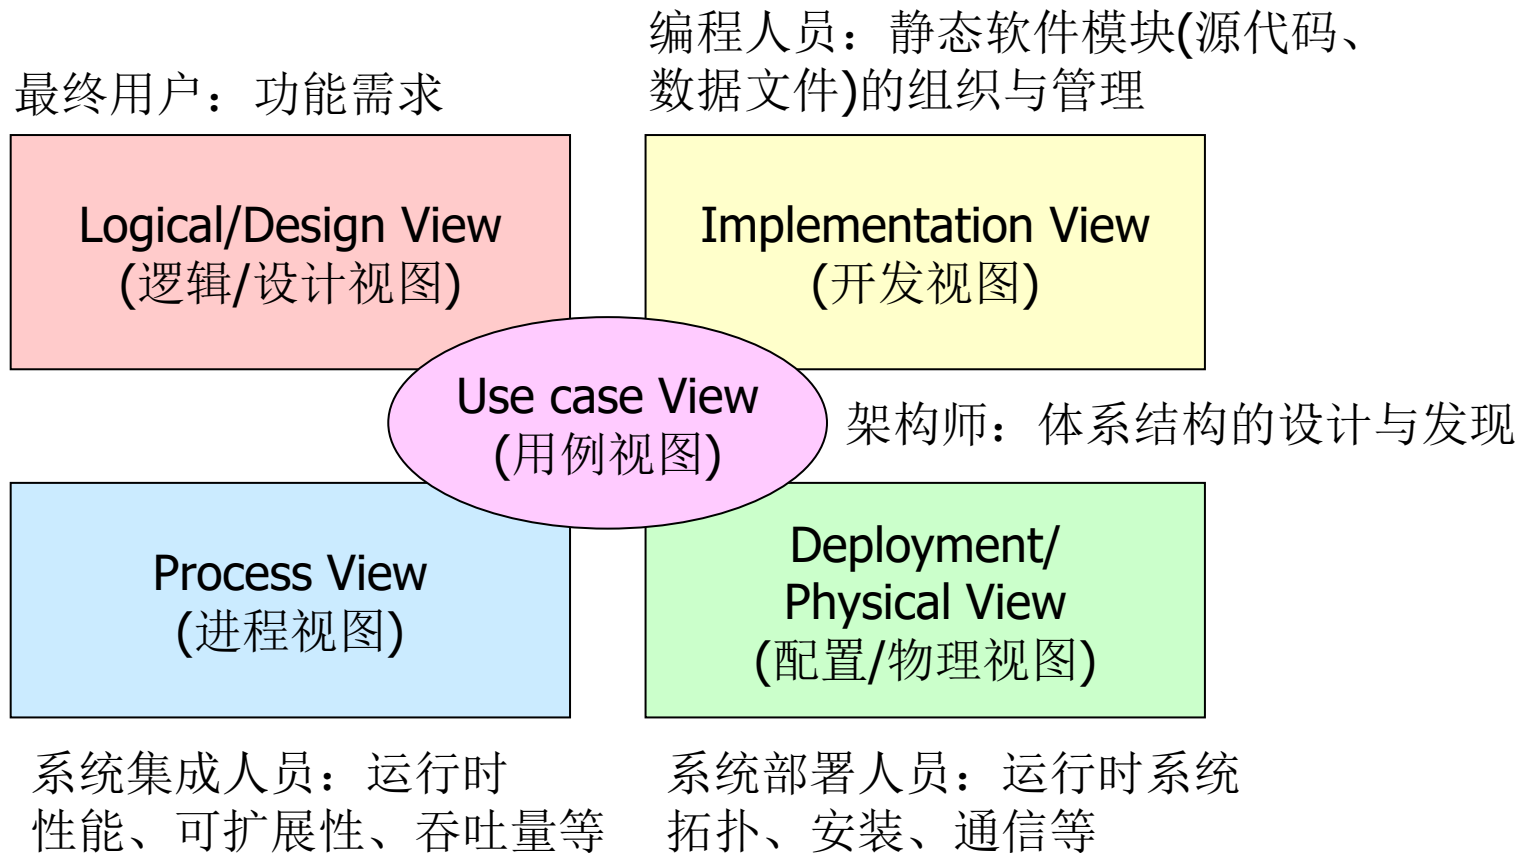 编程人员：静态软件模块(源代码、
数据文件)的组织与管理
最终用户：功能需求
Logical/Design View
(逻辑/设计视图)
Implementation View
(开发视图)
Use case View
(用例视图)
架构师：体系结构的设计与发现
Process View
(进程视图)
Deployment/
Physical View
(配置/物理视图)
系统集成人员：运行时
性能、可扩展性、吞吐量等
系统部署人员：运行时系统
拓扑、安装、通信等